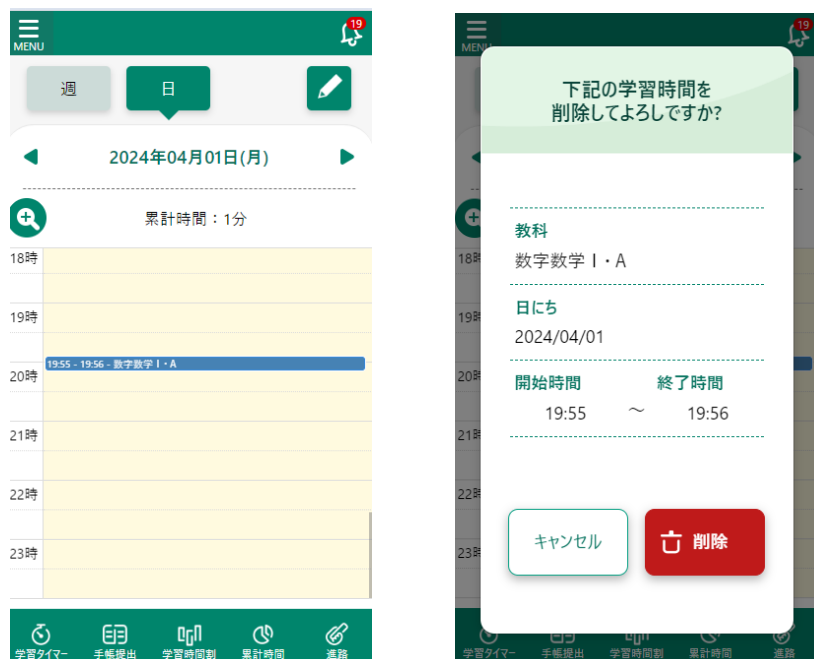 MENU
19
週
日
2024年04月01日(月)
累計時間：1分
18時
19時
19:55 - 19:56 - 数字数学Ⅰ・A
20時
21時
22時
23時
学習タイマー
手帳提出
学習時間割
累計時間
進路
MENU
19
下記の学習時間を
削除してよろしですか?
教科
数字数学Ⅰ・A
日にち
2024/04/01
開始時間 終了時間
19:55 ～ 19:56
キャンセル
削除
18時
19時
20時
21時
22時
23時
学習タイマー
手帳提出
学習時間割
累計時間
進路